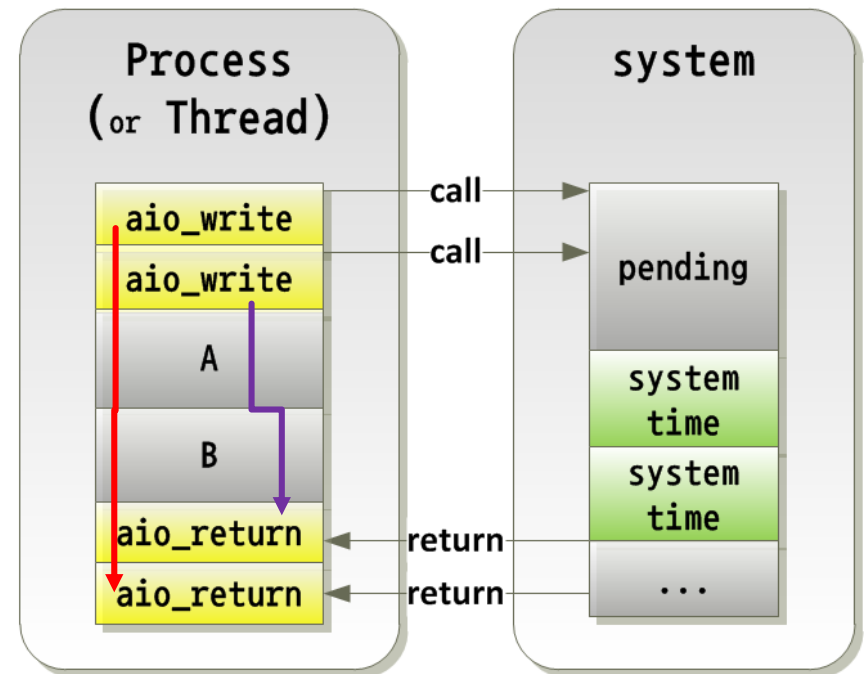 Process
(or Thread)
aio_write
aio_write
A
B
aio_return
aio_return
call
call
return
return
system
pending
system
time
system
time
...